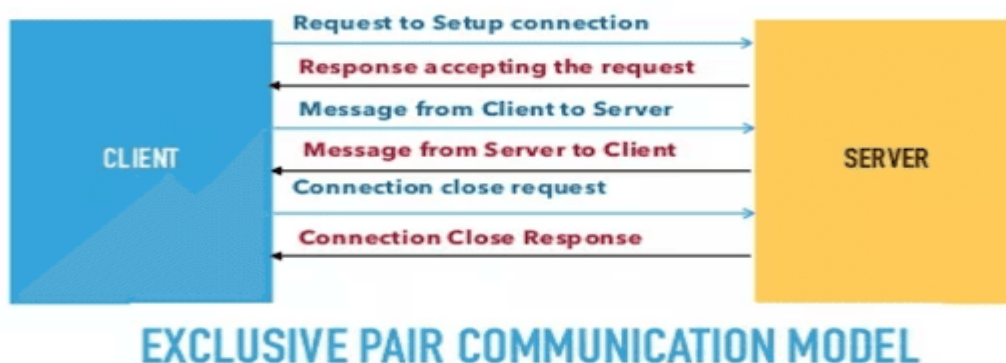 Request to Setup connection
Response accepting the request
Message from Client to Server
CLIENT
Message from Server to Client
SERVER
Connection close request
Connection Close Response
EXCLUSIVE PAIR COMMUNICATION MODEL